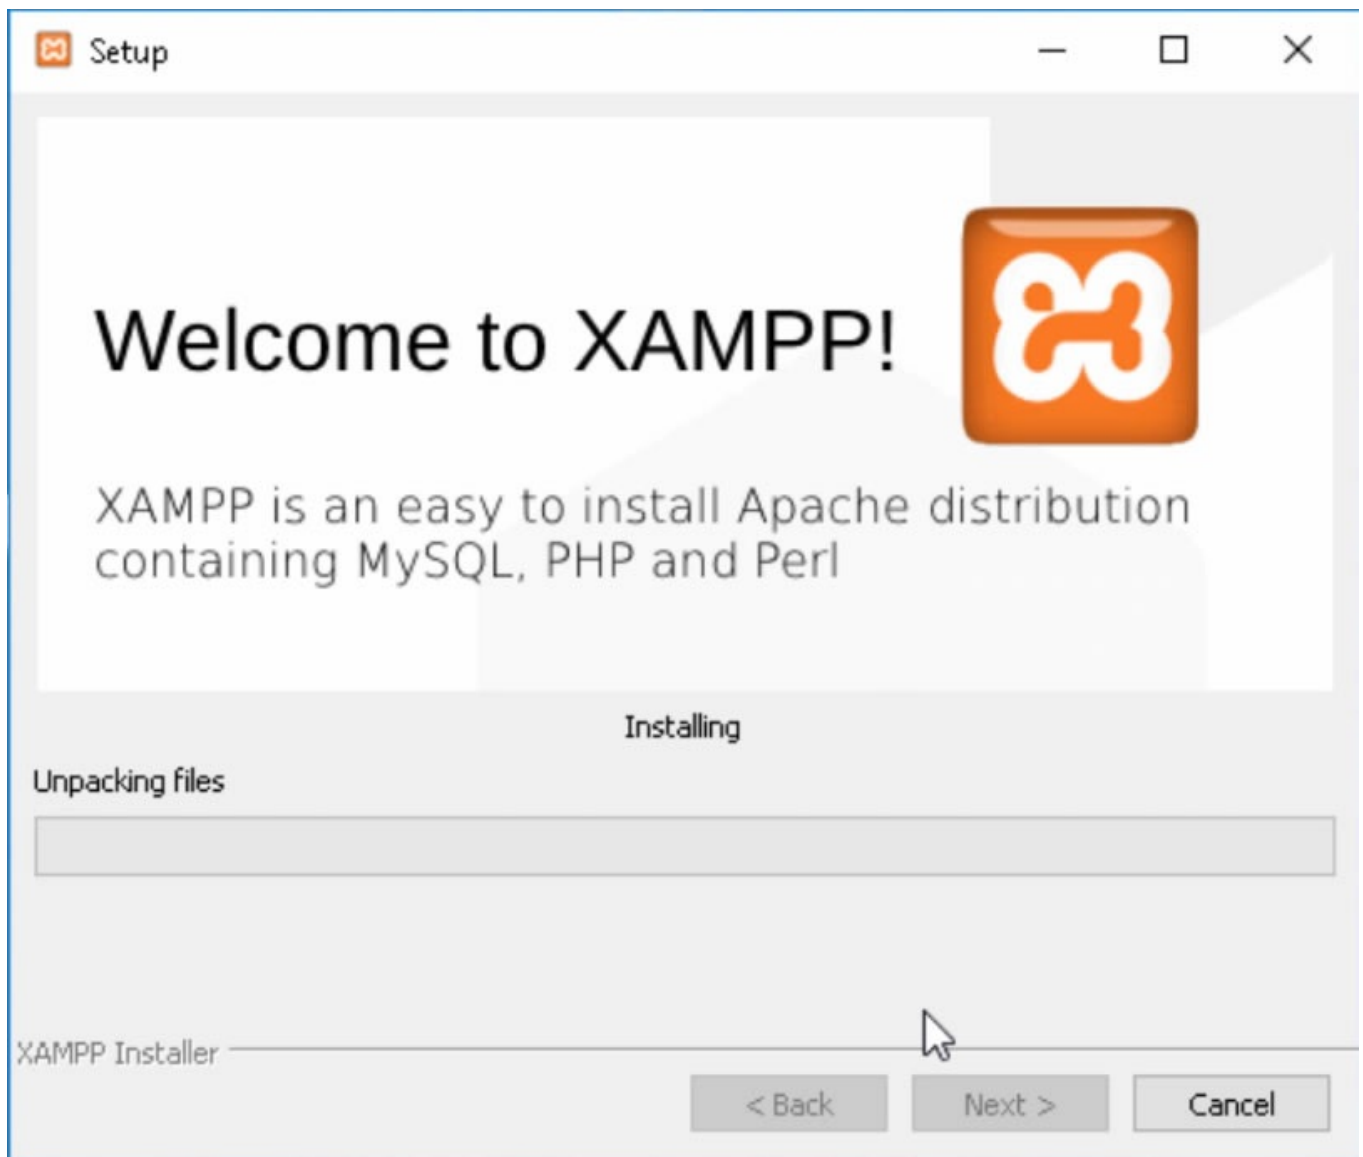 Setup
Welcome to XAMPP!
XAMPP is an easy to install Apache distribution
containing MySQL, PHP and Perl
Installing
Unpacking files
XAMPP Installer
< Back
Next >
Cancel